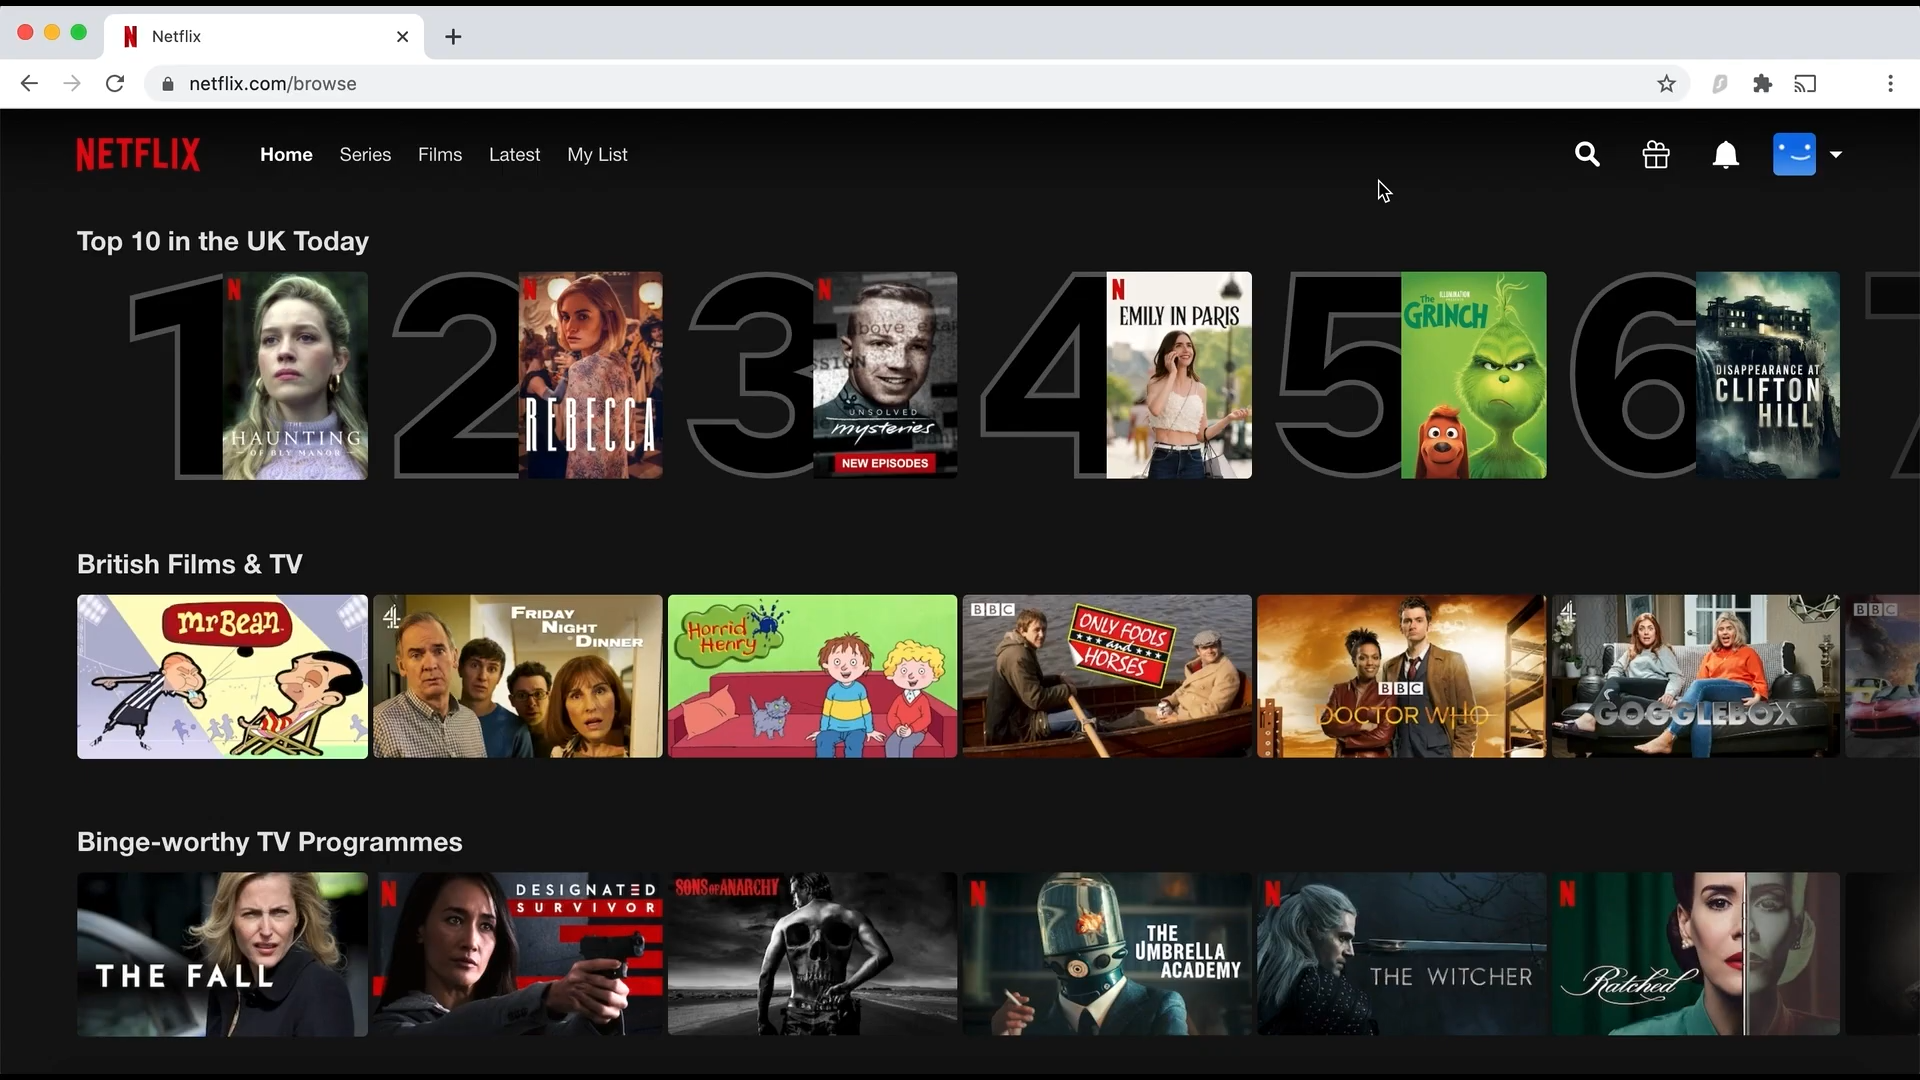 Netflix
netflix.com/browse
NETFLIX
Home
Series
Films
Latest
My List
Top 10 in the UK Today
1
N
THE
HAUNTING
OF BLY MANOR
2
N
REBECCA
3
N
UNSOLVED
mysteries
NEW EPISODES
4
N
EMILY IN PARIS
5
ILLUMINATION
The
GRINCH
6
DISAPPEARANCE AT
CLIFTON
HILL
7
British Films & TV
mr Bean
4
FRIDAY
NIGHT
DINNER
Horrid
Henry
BBC
ONLY FOOLS
and
HORSES
BBC
DOCTOR WHO
4
GOGGLEBOX
BBC
Binge-worthy TV Programmes
THE FALL
N
DESIGNATED
SURVIVOR
SONS OF ANARCHY
N
THE
UMBRELLA
ACADEMY
N
THE WITCHER
N
Ratched